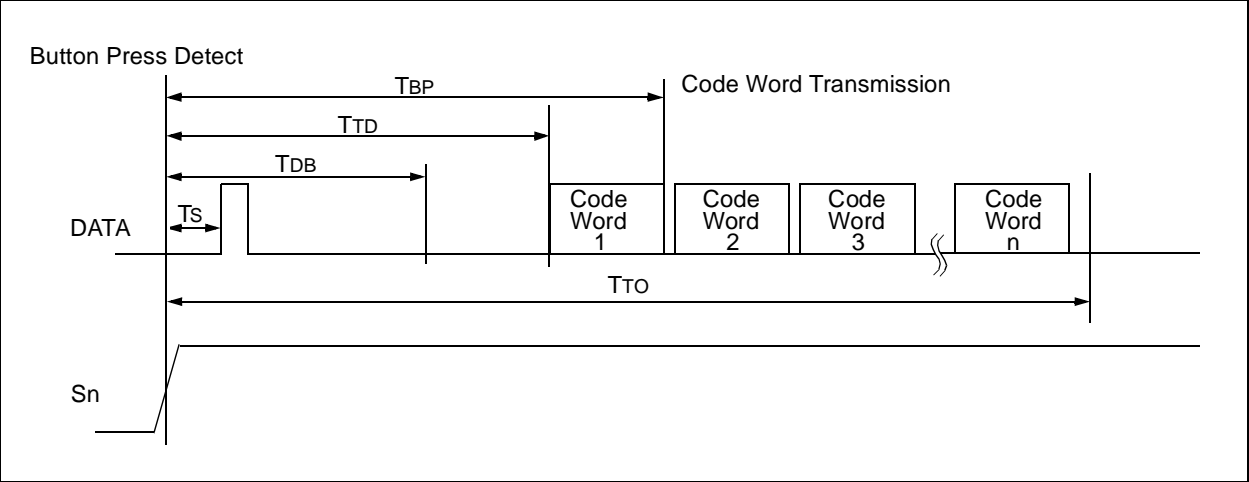 Button Press Detect
TBP
Code Word Transmission
TTD
TDB
TS
DATA
Code
Word
1
Code
Word
2
Code
Word
3
Code
Word
n
TTO
Sn